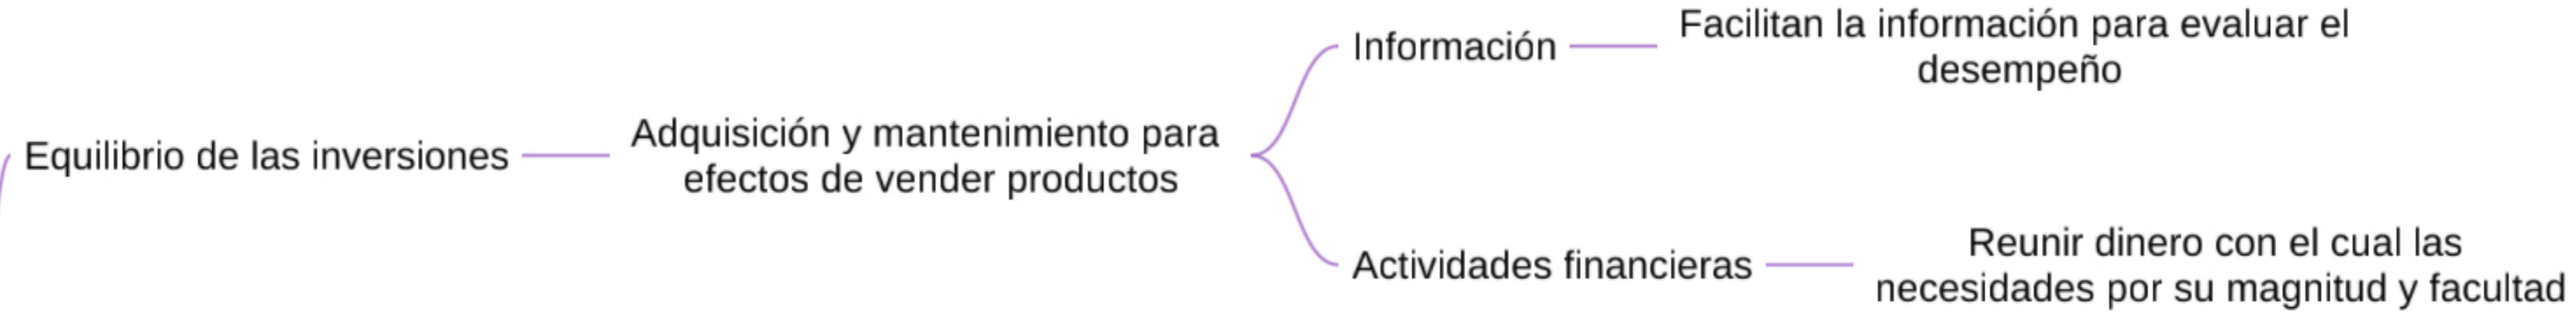 Equilibrio de las inversiones
Adquisición y mantenimiento para
efectos de vender productos
Información
Facilitan la información para evaluar el
desempeño
Actividades financieras
Reunir dinero con el cual las
necesidades por su magnitud y facultad